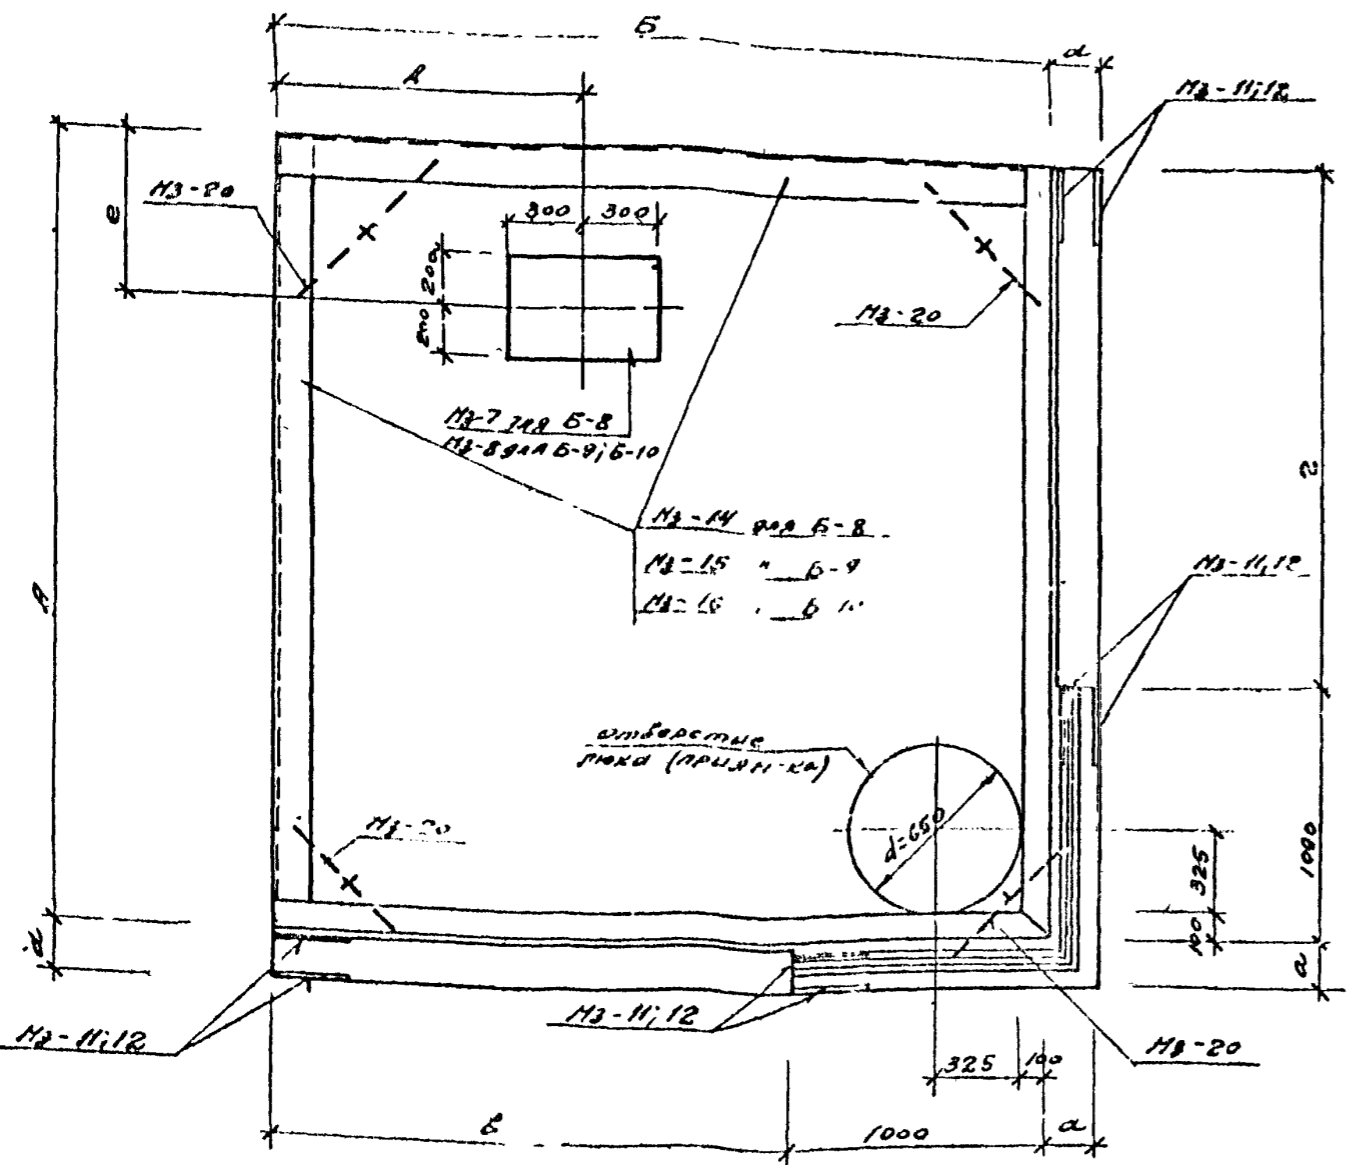 Б
д
а
Мз-11;12
Мз-20
е
300 300
200
200
Мз-20
Мз-7 для Б-8
Мз-8 для Б-9; Б-10
Мз-14 для Б-8
Мз-15 " Б-9
Мз-16 " Б-10
А
г
Мз-11,12
отверстие
люка (приям-ка)
d=650
Мз-20
325
100
1000
а
а
Мз-11;12
Мз-11;12
Мз-20
325 100
в
1000
а